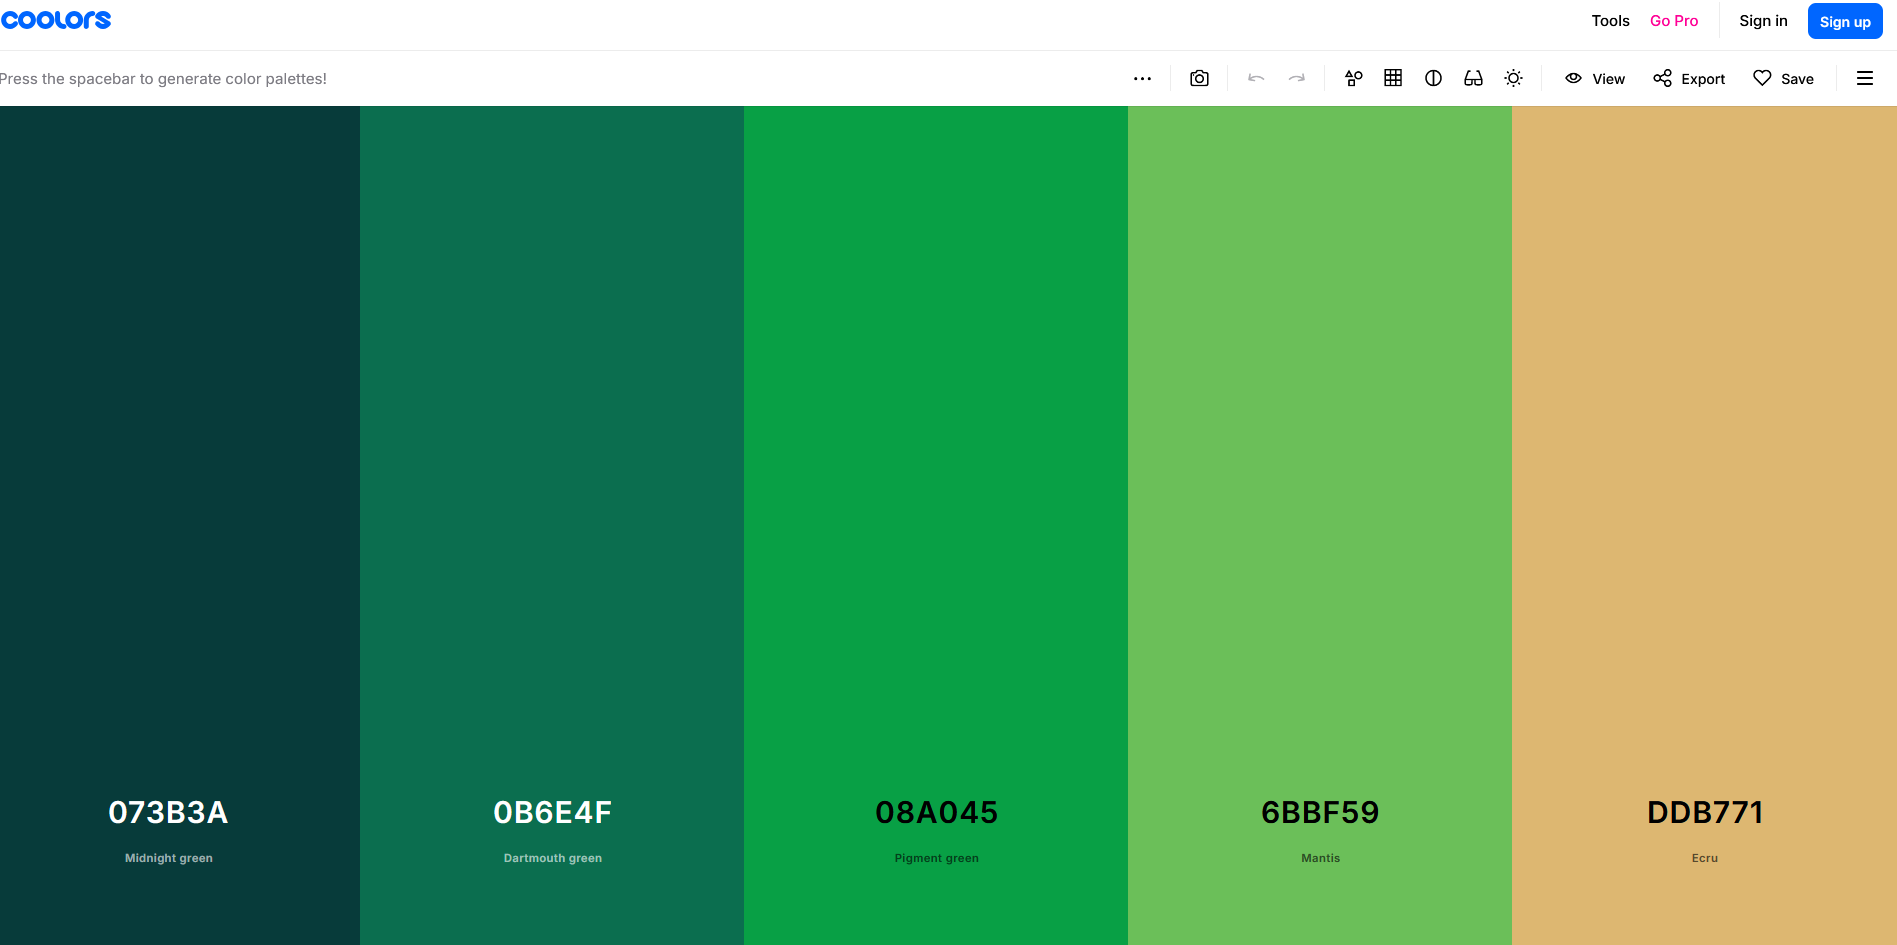 coolors
Tools Go Pro Sign in Sign up
Press the spacebar to generate color palettes!
View Export Save
073B3A 0B6E4F 08A045 6BBF59 DDB771
Midnight green Dartmouth green Pigment green Mantis Ecru